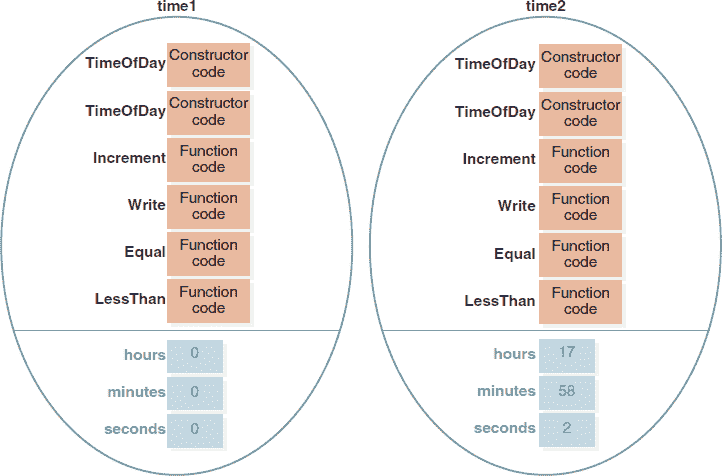 time1
TimeOfDay Constructor code
TimeOfDay Constructor code
Increment Function code
Write Function code
Equal Function code
LessThan Function code
hours 0
minutes 0
seconds 0
time2
TimeOfDay Constructor code
TimeOfDay Constructor code
Increment Function code
Write Function code
Equal Function code
LessThan Function code
hours 17
minutes 58
seconds 2